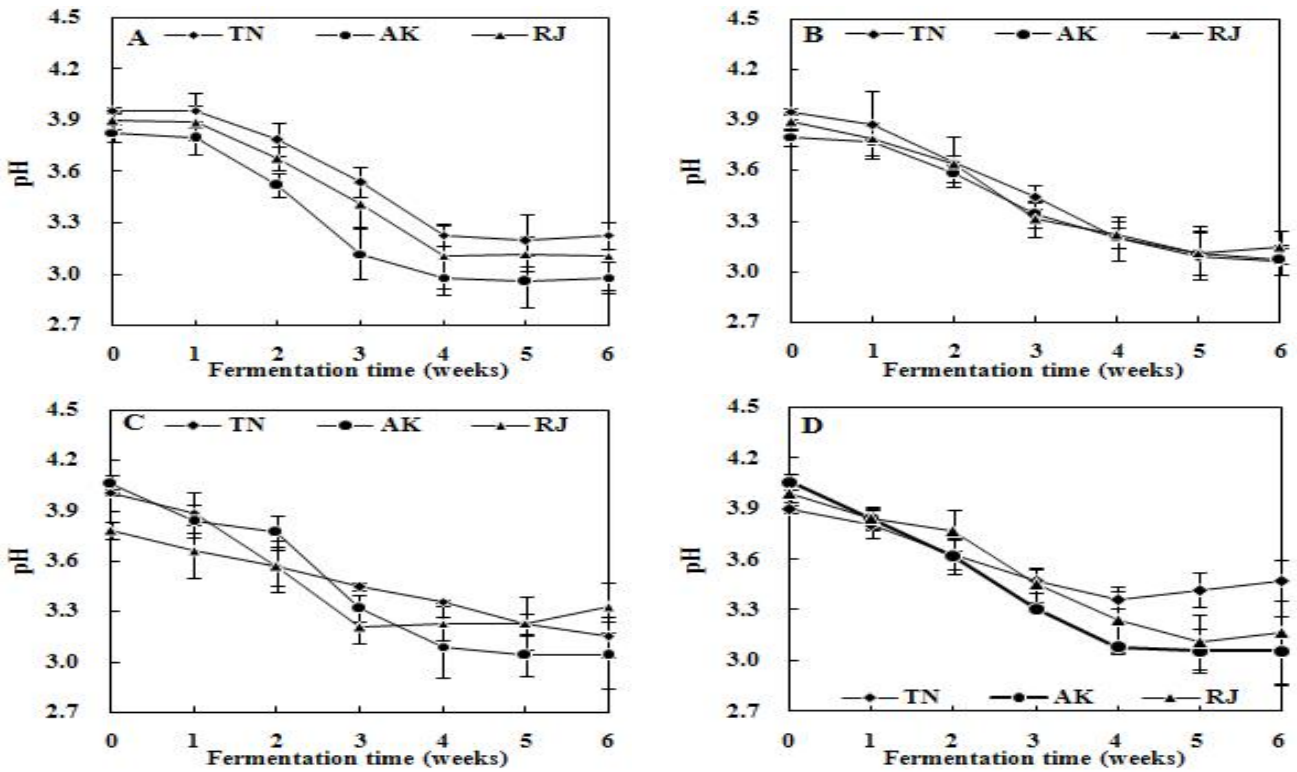 A TN AK RJ
4.5
4.2
3.9
3.6
3.3
3.0
2.7
pH
0 1 2 3 4 5 6
Fermentation time (weeks)
B TN AK RJ
4.5
4.2
3.9
3.6
3.3
3.0
2.7
pH
0 1 2 3 4 5 6
Fermentation time (weeks)
C TN AK RJ
4.5
4.2
3.9
3.6
3.3
3.0
2.7
pH
0 1 2 3 4 5 6
Fermentation time (weeks)
D
4.5
4.2
3.9
3.6
3.3
3.0
2.7
pH
TN AK RJ
0 1 2 3 4 5 6
Fermentation time (weeks)